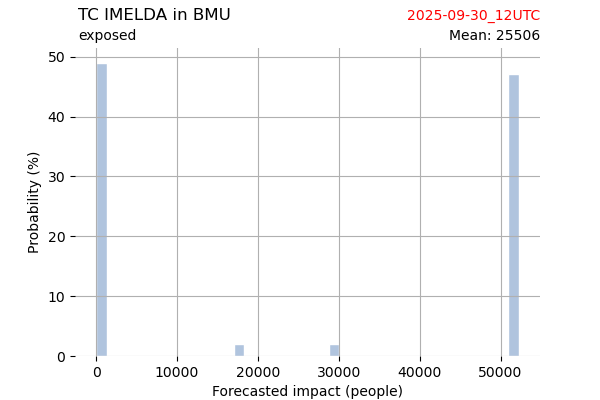 TC IMELDA in BMU
2025-09-30_12UTC
exposed
Mean: 25506
50
40
30
20
10
0
Probability (%)
0 10000 20000 30000 40000 50000
Forecasted impact (people)